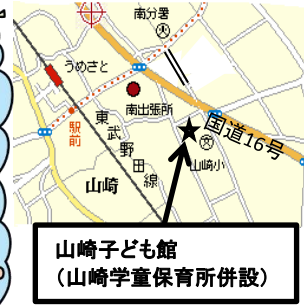 南分署
うめさと
南出張所
駅前
東武野田線
国道16号
山崎小
山崎
山崎子ども館
(山崎学童保育所併設)